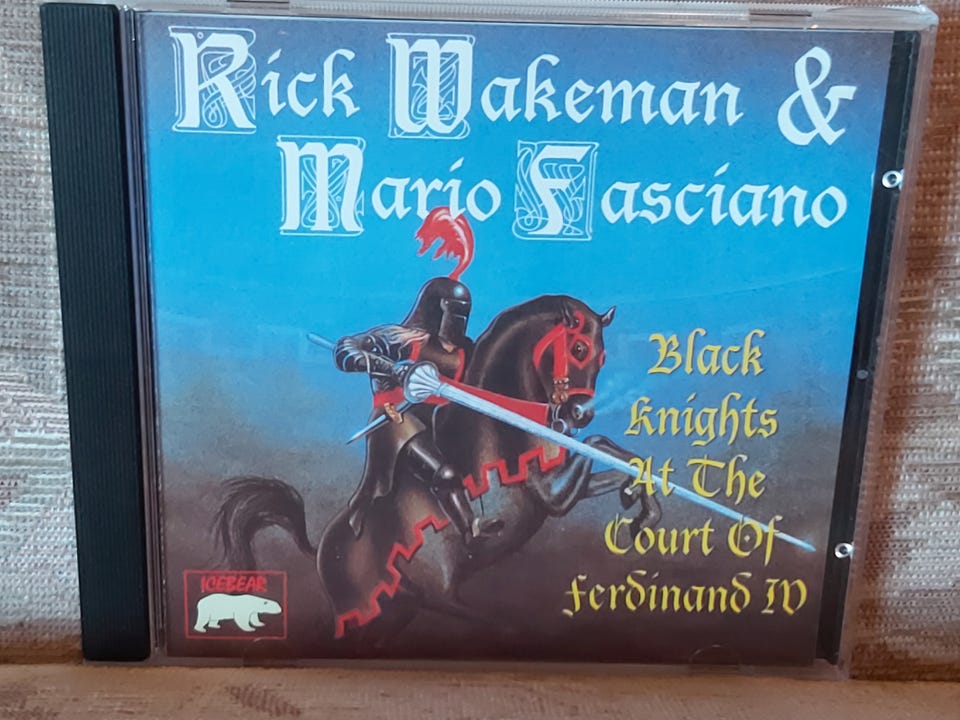 Rick Wakeman &
Mario Fasciano
Black
Knights
At The
Court Of
Ferdinand IV
ICEBEAR